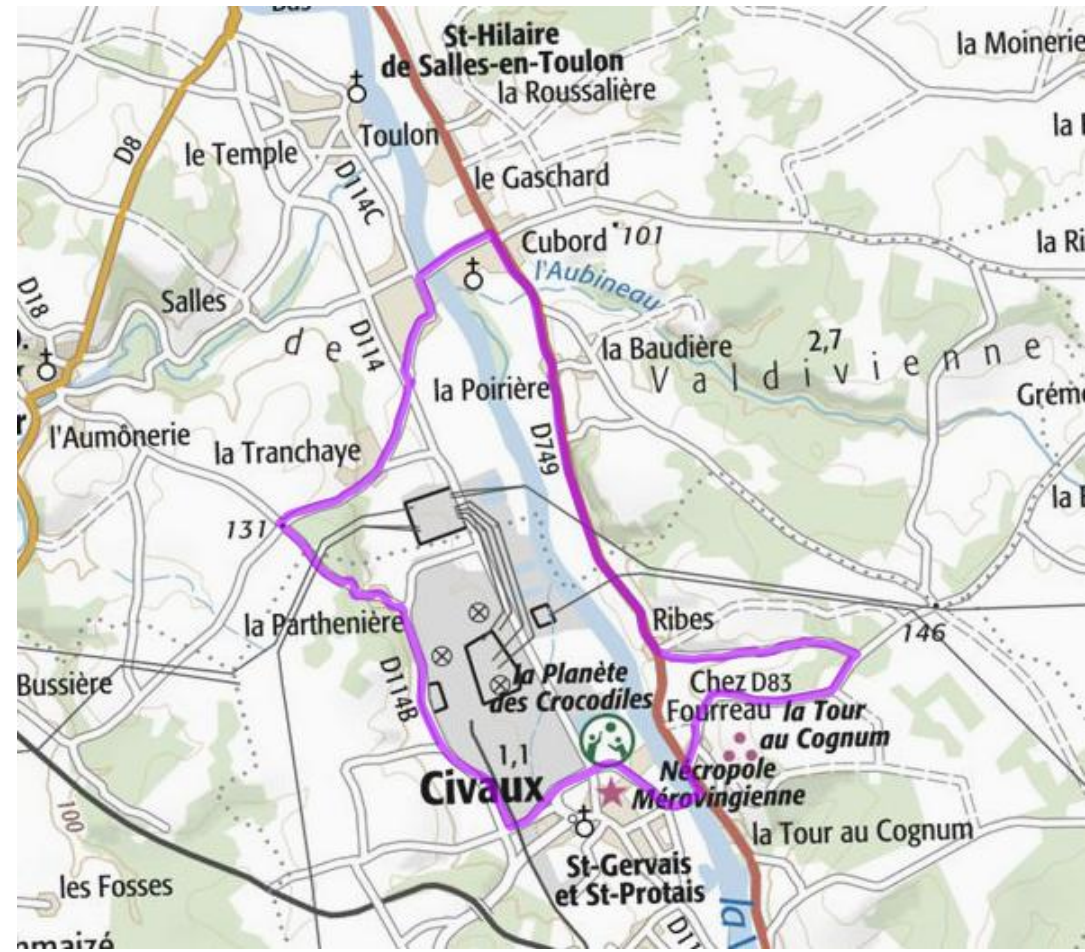 St-Hilaire
de Salles-en-Toulon
la Moinerie
la Roussalière
D8
Toulon
le Temple
D114C
le Gaschard
Cubord
101
l'Aubineau
D18
Salles
de
D114
la Baudière
2,7
Valdivienne
la Poirière
l'Aumônerie
la Tranchaye
D749
131
la Parthenière
Ribes
146
Bussière
la Planète
des Crocodiles
Chez D83
Fourreau
la Tour
au Cognum
D114B
1,1
Civaux
Nécropole
Mérovingienne
100
la Tour au Cognum
St-Gervais
et St-Protais
les Fosses